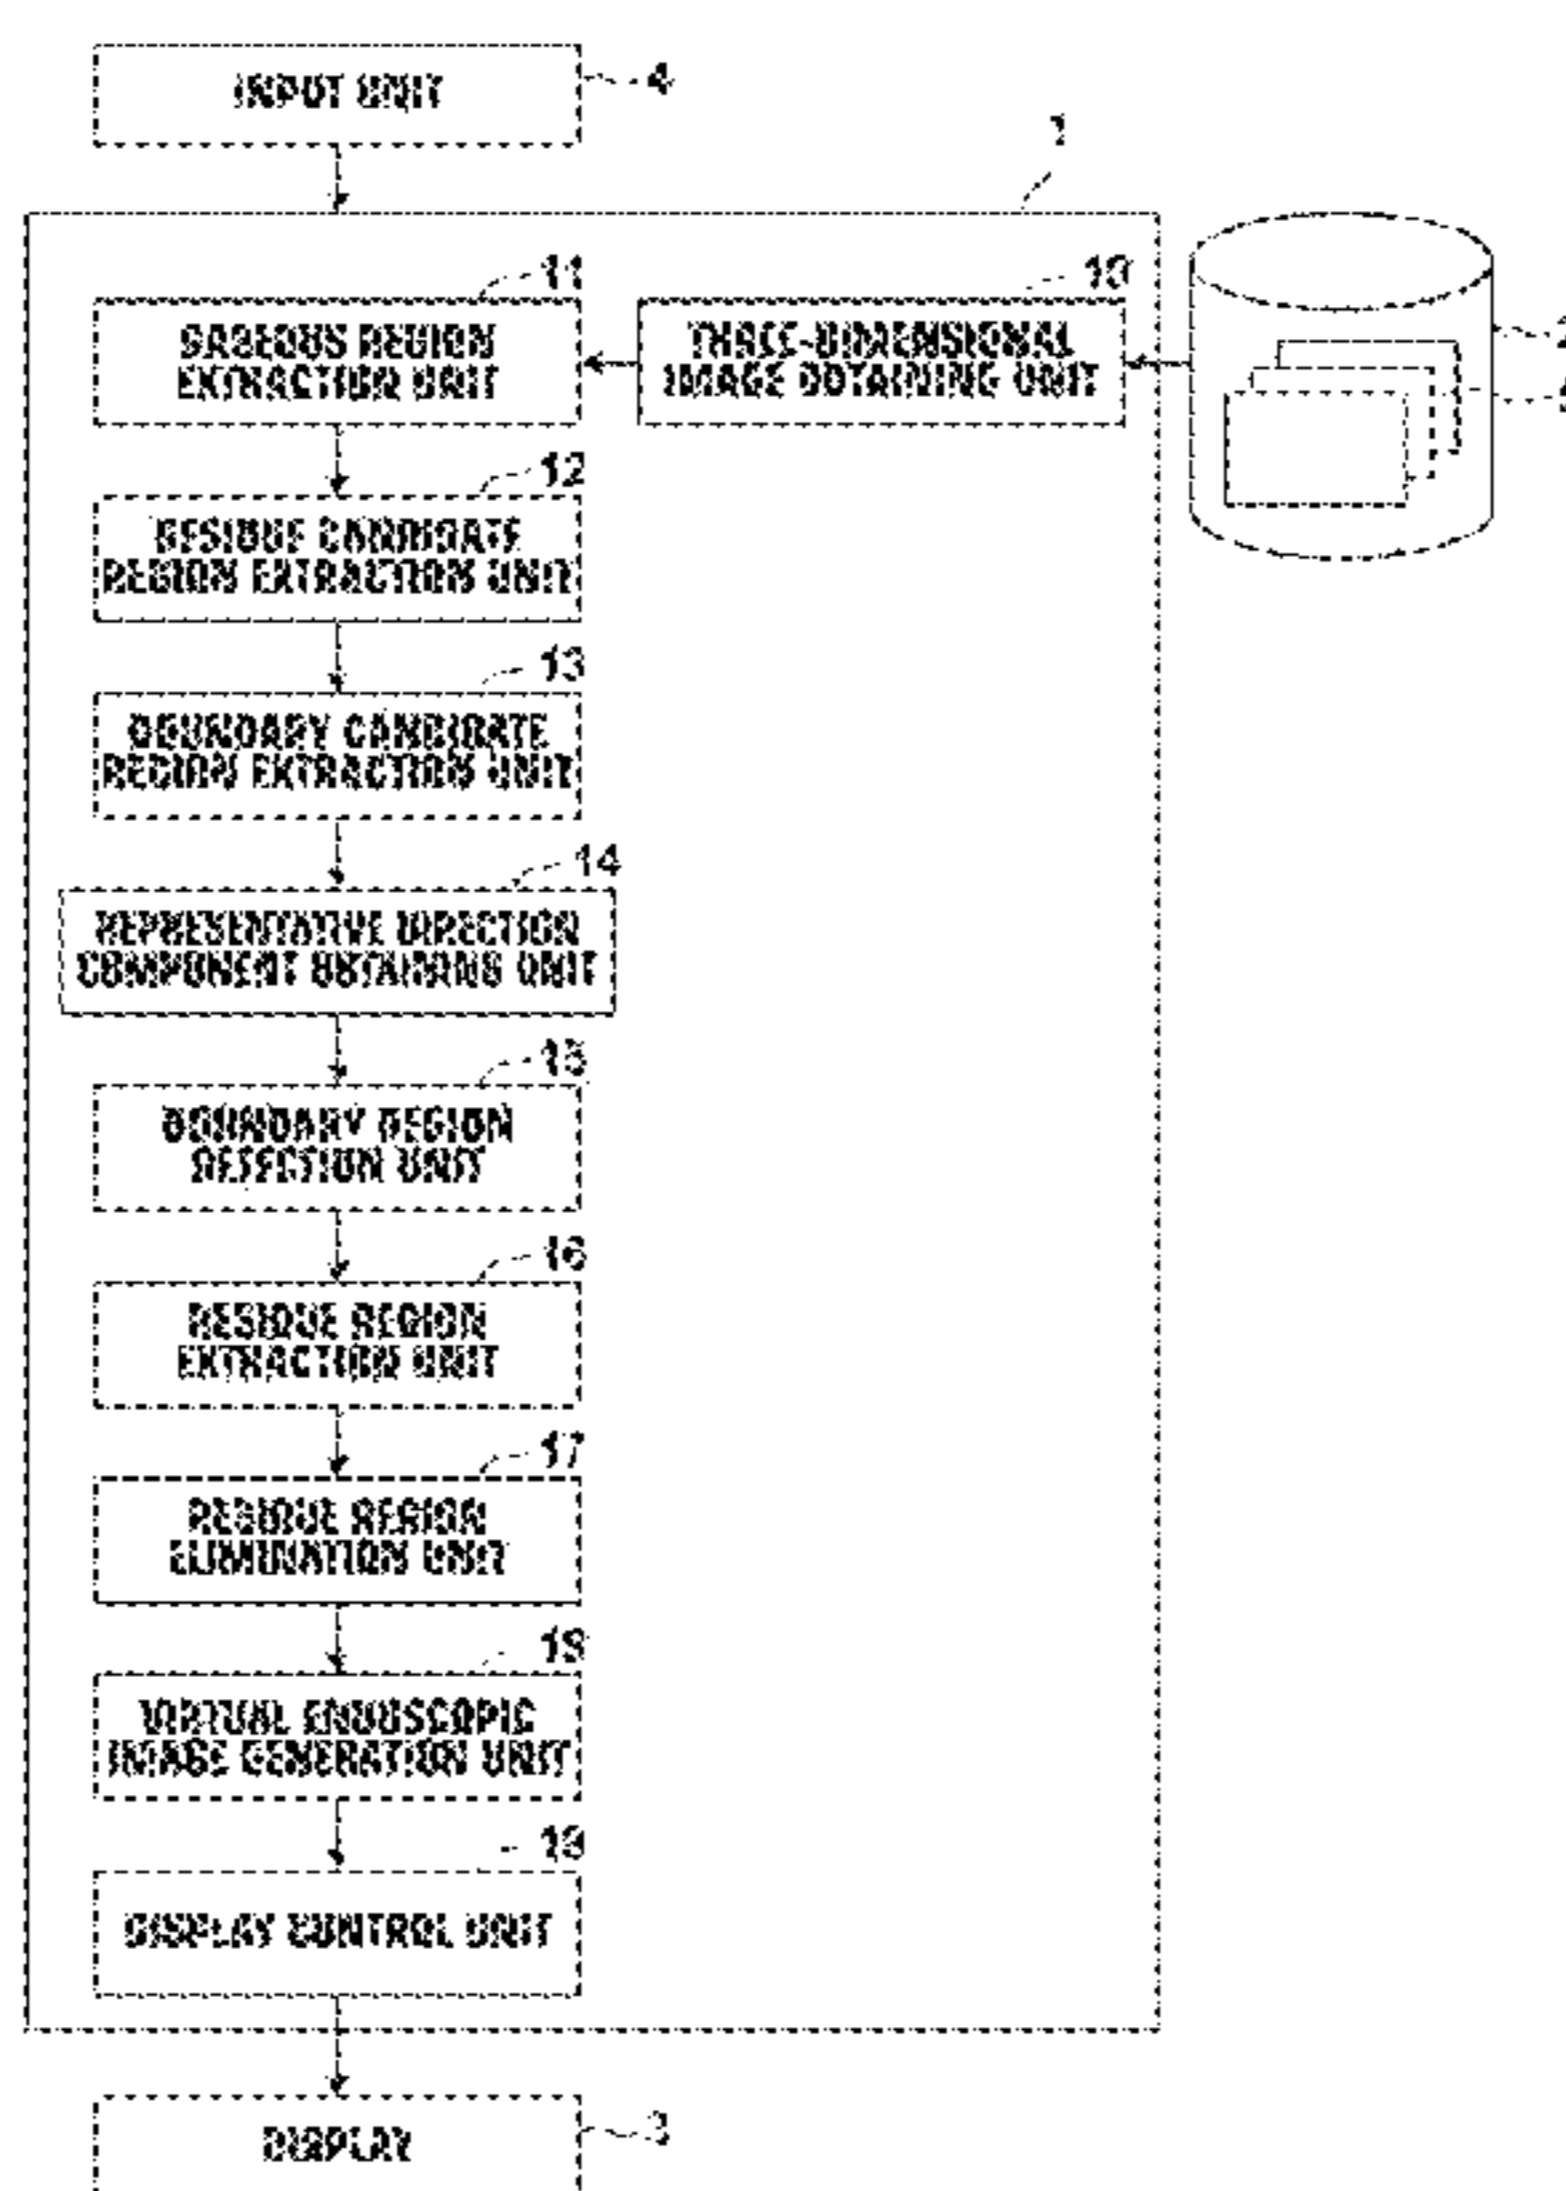 INPUT UNIT
4
1
11
10
GASEOUS REGION
EXTRACTION UNIT
THREE-DIMENSIONAL
IMAGE OBTAINING UNIT
12
RESIDUE CANDIDATE
REGION EXTRACTION UNIT
13
BOUNDARY CANDIDATE
REGION EXTRACTION UNIT
14
REPRESENTATIVE DIRECTION
COMPONENT OBTAINING UNIT
15
BOUNDARY REGION
DETECTION UNIT
16
RESIDUE REGION
EXTRACTION UNIT
17
RESIDUE REGION
ELIMINATION UNIT
18
VIRTUAL ENDOSCOPIC
IMAGE GENERATION UNIT
19
DISPLAY CONTROL UNIT
DISPLAY
3